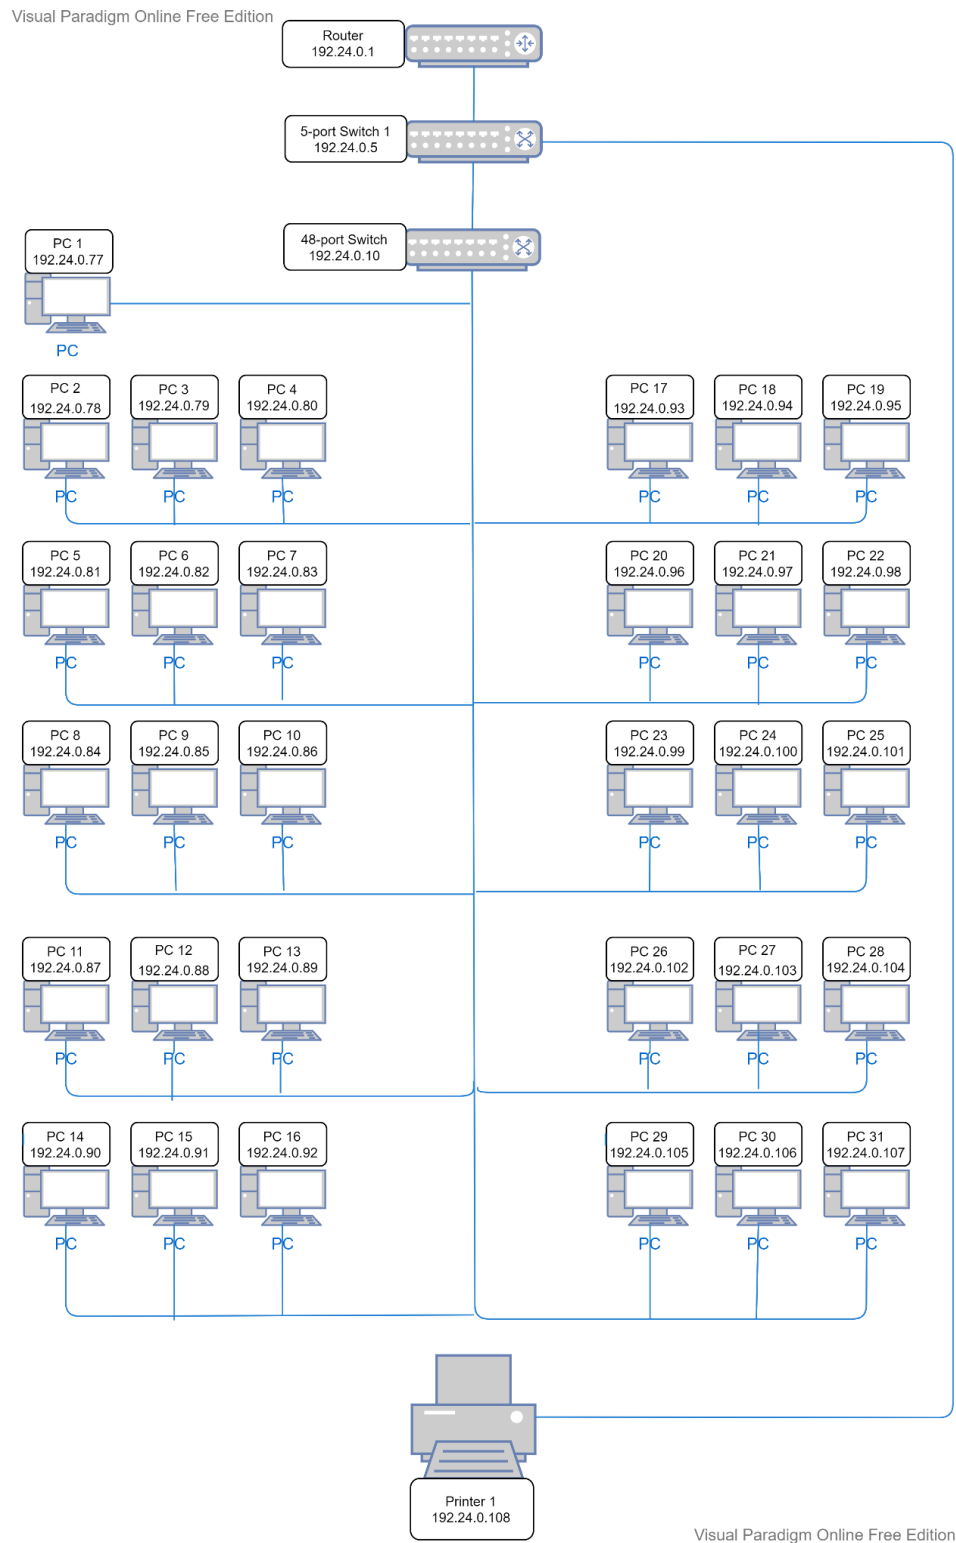 Visual Paradigm Online Free Edition
Router
192.24.0.1
5-port Switch 1
192.24.0.5
48-port Switch
192.24.0.10
PC 1
192.24.0.77
PC
PC 2
192.24.0.78
PC
PC 3
192.24.0.79
PC
PC 4
192.24.0.80
PC
PC 17
192.24.0.93
PC
PC 18
192.24.0.94
PC
PC 19
192.24.0.95
PC
PC 5
192.24.0.81
PC
PC 6
192.24.0.82
PC
PC 7
192.24.0.83
PC
PC 20
192.24.0.96
PC
PC 21
192.24.0.97
PC
PC 22
192.24.0.98
PC
PC 8
192.24.0.84
PC
PC 9
192.24.0.85
PC
PC 10
192.24.0.86
PC
PC 23
192.24.0.99
PC
PC 24
192.24.0.100
PC
PC 25
192.24.0.101
PC
PC 11
192.24.0.87
PC
PC 12
192.24.0.88
PC
PC 13
192.24.0.89
PC
PC 26
192.24.0.102
PC
PC 27
192.24.0.103
PC
PC 28
192.24.0.104
PC
PC 14
192.24.0.90
PC
PC 15
192.24.0.91
PC
PC 16
192.24.0.92
PC
PC 29
192.24.0.105
PC
PC 30
192.24.0.106
PC
PC 31
192.24.0.107
PC
Printer 1
192.24.0.108
Visual Paradigm Online Free Edition